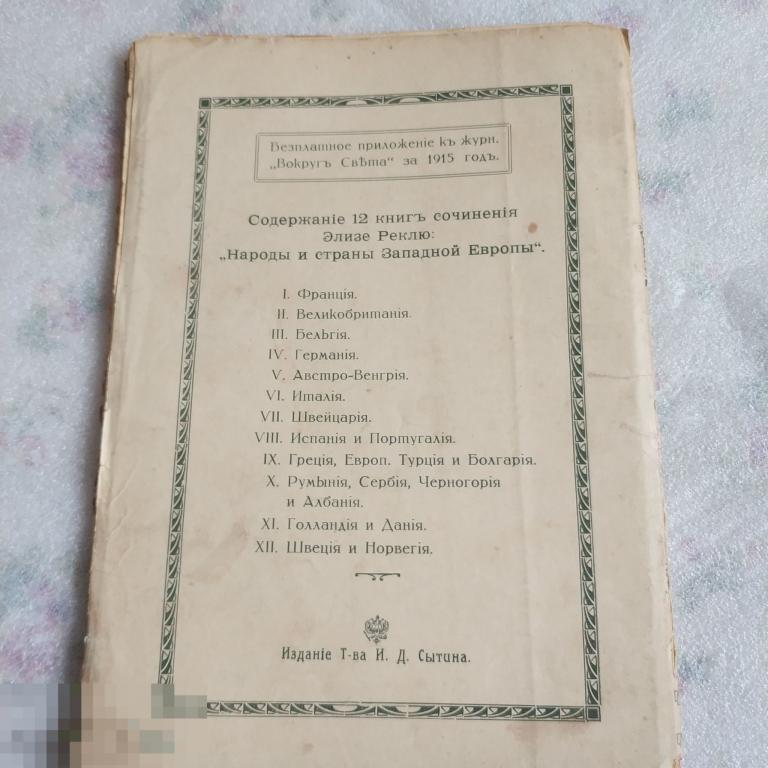 Безплатное приложеніе къ журн.
„Вокругъ Свѣта“ за 1915 годъ.
Содержаніе 12 книгъ сочиненія
Элизе Реклю:
„Народы и страны Западной Европы“.
I. Франція.
II. Великобританія.
III. Бельгія.
IV. Германія.
V. Австро-Венгрія.
VI. Италія.
VII. Швейцарія.
VIII. Испанія и Португалія.
IX. Греція, Европ. Турція и Болгарія.
X. Румынія, Сербія, Черногорія
и Албанія.
XI. Голландія и Данія.
XII. Швеція и Норвегія.
Изданіе Т-ва И. Д. Сытина.